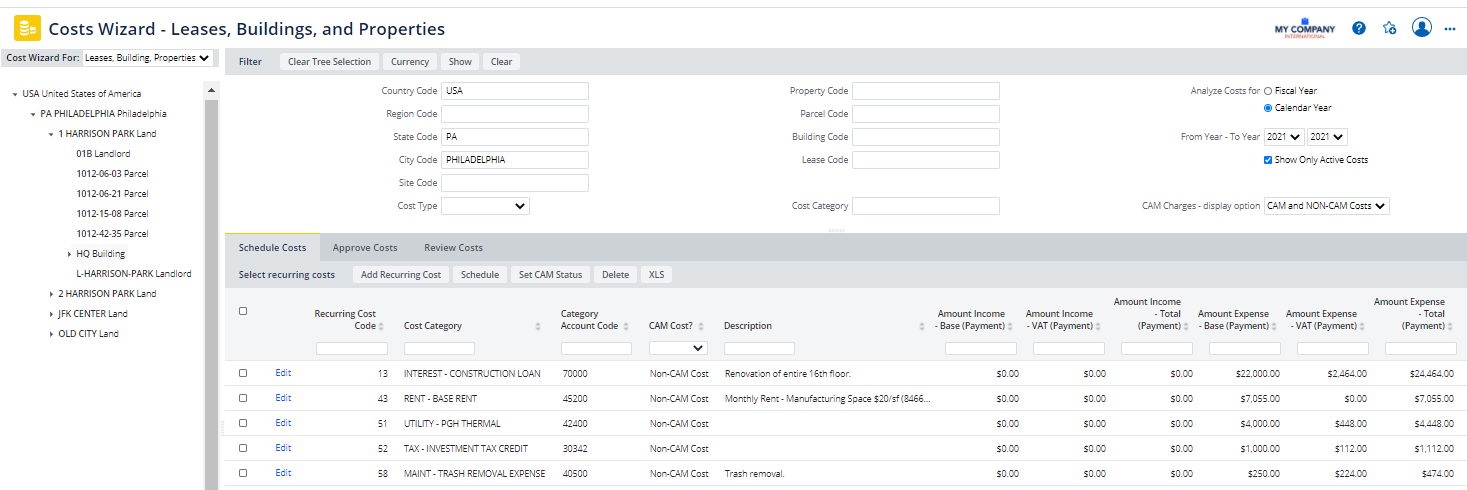 Costs Wizard - Leases, Buildings, and Properties
MY COMPANY
INTERNATIONAL
Cost Wizard For: Leases, Building, Properties
USA United States of America
PA PHILADELPHIA Philadelphia
1 HARRISON PARK Land
01B Landlord
1012-06-03 Parcel
1012-06-21 Parcel
1012-15-08 Parcel
1012-42-35 Parcel
HQ Building
L-HARRISON-PARK Landlord
2 HARRISON PARK Land
JFK CENTER Land
OLD CITY Land
Filter Clear Tree Selection Currency Show Clear
Country Code USA Property Code Analyze Costs for Fiscal Year
Region Code Parcel Code Calendar Year
State Code PA Building Code From Year - To Year 2021 2021
City Code PHILADELPHIA Lease Code Show Only Active Costs
Site Code
Cost Type Cost Category CAM Charges - display option CAM and NON-CAM Costs
Schedule Costs Approve Costs Review Costs
Select recurring costs Add Recurring Cost Schedule Set CAM Status Delete XLS
Recurring Cost Code Cost Category Category Account Code CAM Cost? Description Amount Income - Base (Payment) Amount Income - VAT (Payment) Amount Income - Total (Payment) Amount Expense - Base (Payment) Amount Expense - VAT (Payment) Amount Expense - Total (Payment)
Edit 13 INTEREST - CONSTRUCTION LOAN 70000 Non-CAM Cost Renovation of entire 16th floor. $0.00 $0.00 $0.00 $22,000.00 $2,464.00 $24,464.00
Edit 43 RENT - BASE RENT 45200 Non-CAM Cost Monthly Rent - Manufacturing Space $20/sf (8466... $0.00 $0.00 $0.00 $7,055.00 $0.00 $7,055.00
Edit 51 UTILITY - PGH THERMAL 42400 Non-CAM Cost $0.00 $0.00 $0.00 $4,000.00 $448.00 $4,448.00
Edit 52 TAX - INVESTMENT TAX CREDIT 30342 Non-CAM Cost $0.00 $0.00 $0.00 $1,000.00 $112.00 $1,112.00
Edit 58 MAINT - TRASH REMOVAL EXPENSE 40500 Non-CAM Cost Trash removal. $0.00 $0.00 $0.00 $250.00 $224.00 $474.00